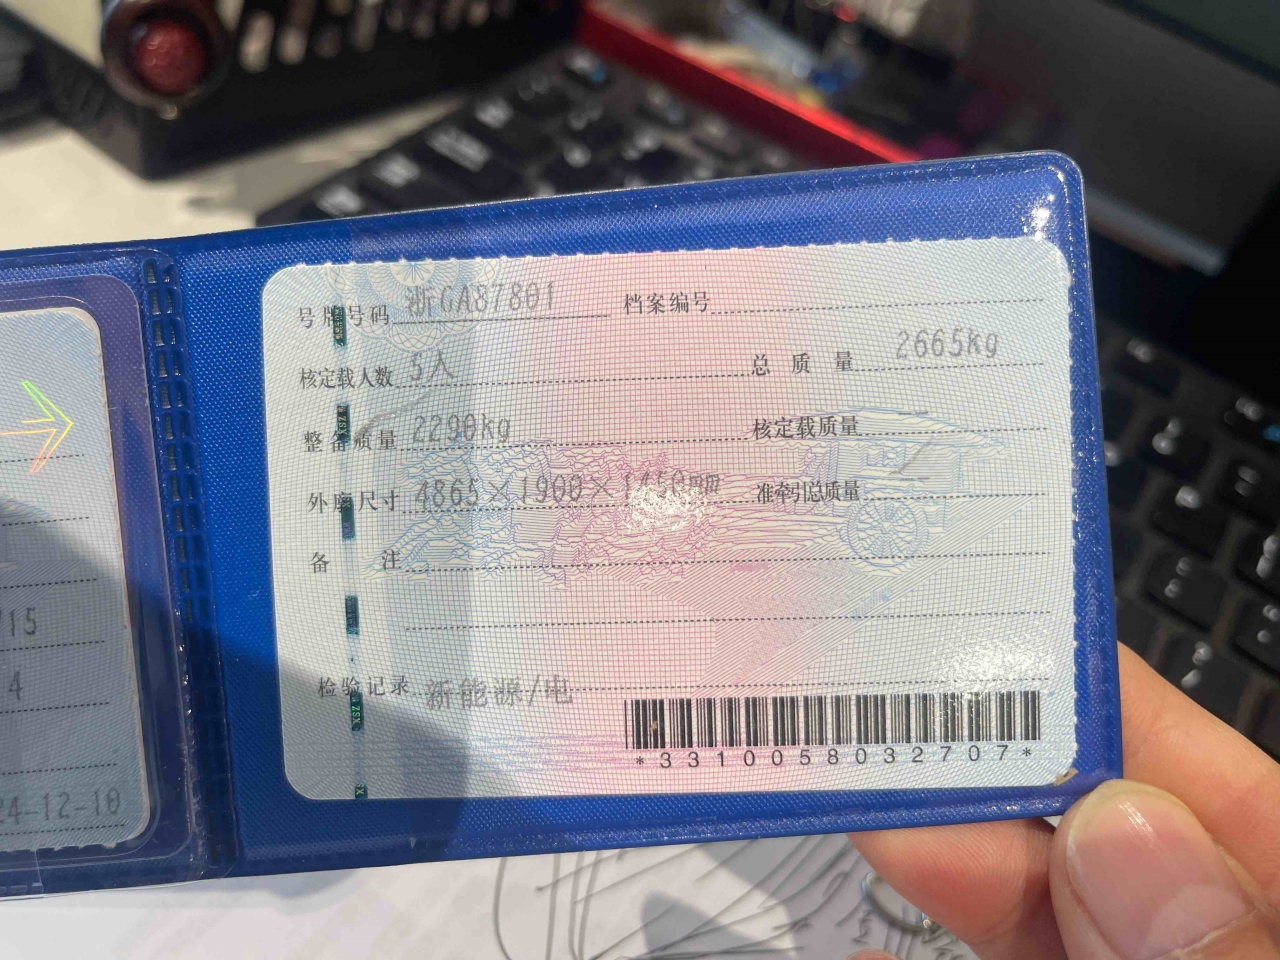 号牌号码 浙GA87801 档案编号
核定载人数 5人 总质量 2665kg
整备质量 2290kg 核定载质量
外廓尺寸 4865×1900×1450mm 准牵引总质量
备注
检验记录 新能源/电
*3310058032707*
15
4
24-12-10